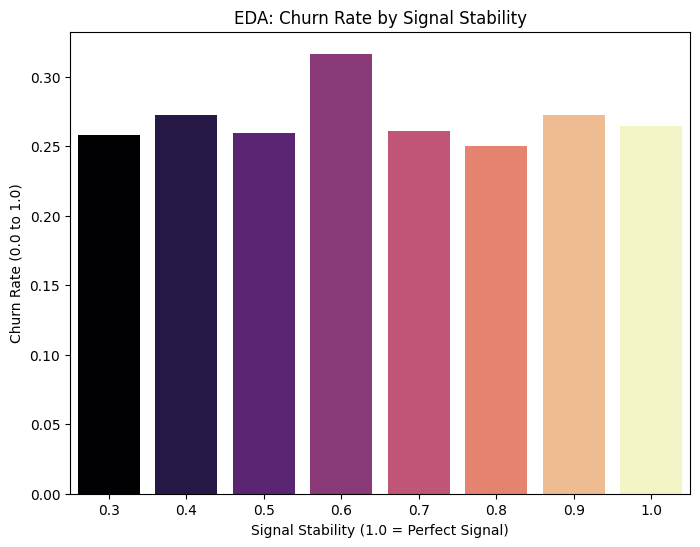 EDA: Churn Rate by Signal Stability
Churn Rate (0.0 to 1.0)
0.30
0.25
0.20
0.15
0.10
0.05
0.00
0.3 0.4 0.5 0.6 0.7 0.8 0.9 1.0
Signal Stability (1.0 = Perfect Signal)